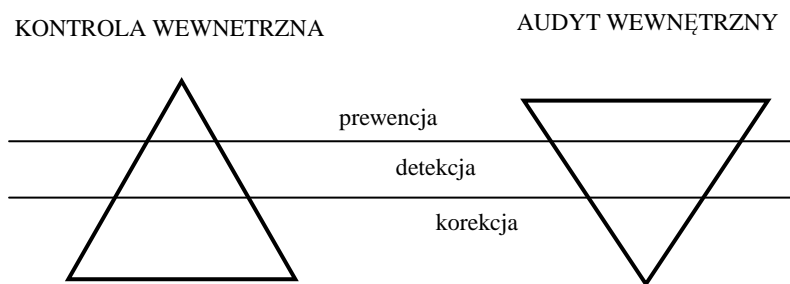 KONTROLA WEWNETRZNA
AUDYT WEWNĘTRZNY
prewencja
detekcja
korekcja